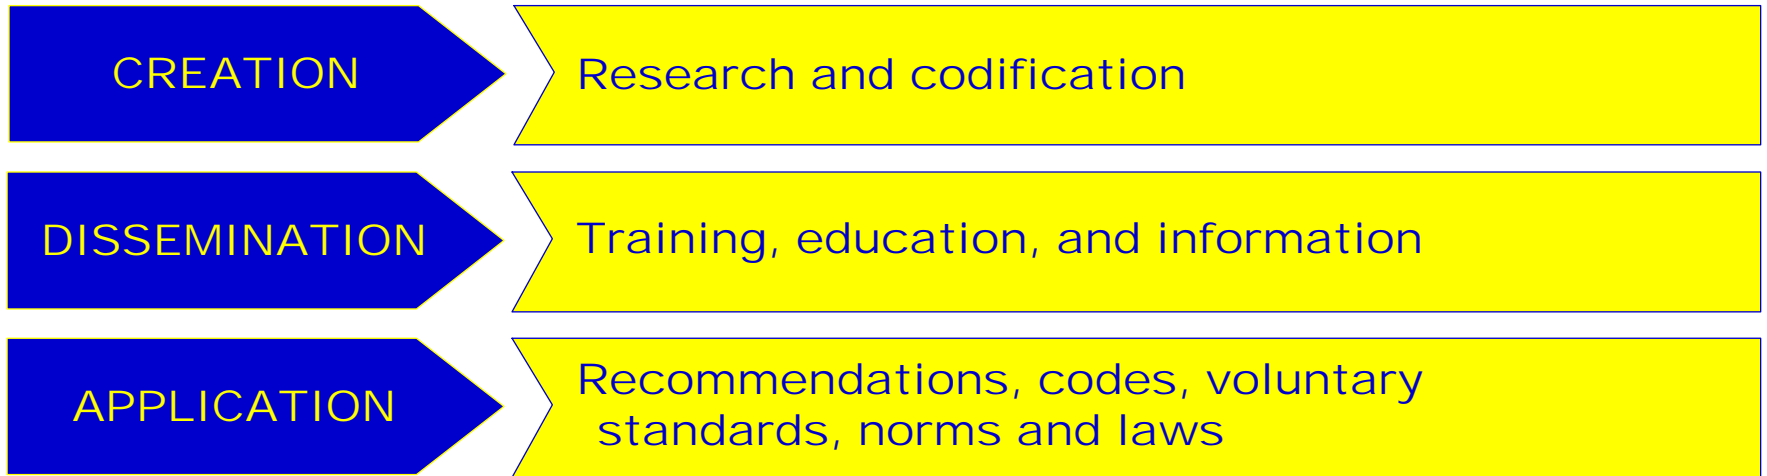 CREATION
Research and codification
DISSEMINATION
Training, education, and information
APPLICATION
Recommendations, codes, voluntary
standards, norms and laws